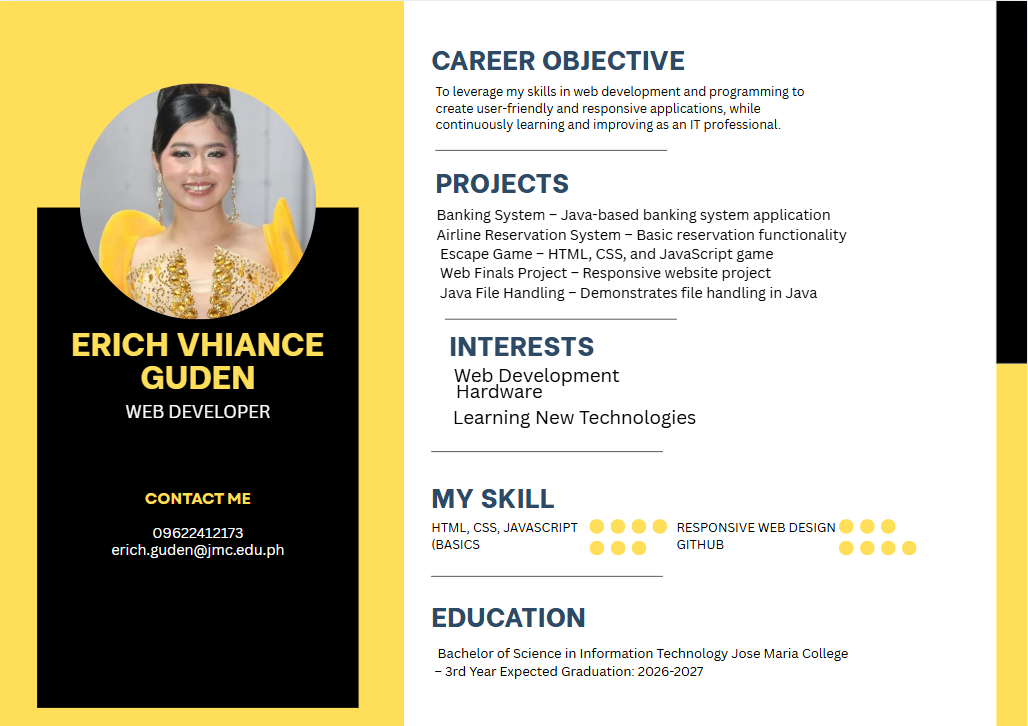 ERICH VHIANCE
GUDEN
WEB DEVELOPER
CONTACT ME
09622412173
erich.guden@jmc.edu.ph
CAREER OBJECTIVE
To leverage my skills in web development and programming to
create user-friendly and responsive applications, while
continuously learning and improving as an IT professional.
PROJECTS
Banking System – Java-based banking system application
Airline Reservation System – Basic reservation functionality
Escape Game – HTML, CSS, and JavaScript game
Web Finals Project – Responsive website project
Java File Handling – Demonstrates file handling in Java
INTERESTS
Web Development
Hardware
Learning New Technologies
MY SKILL
HTML, CSS, JAVASCRIPT
(BASICS
RESPONSIVE WEB DESIGN
GITHUB
EDUCATION
Bachelor of Science in Information Technology Jose Maria College
– 3rd Year Expected Graduation: 2026-2027